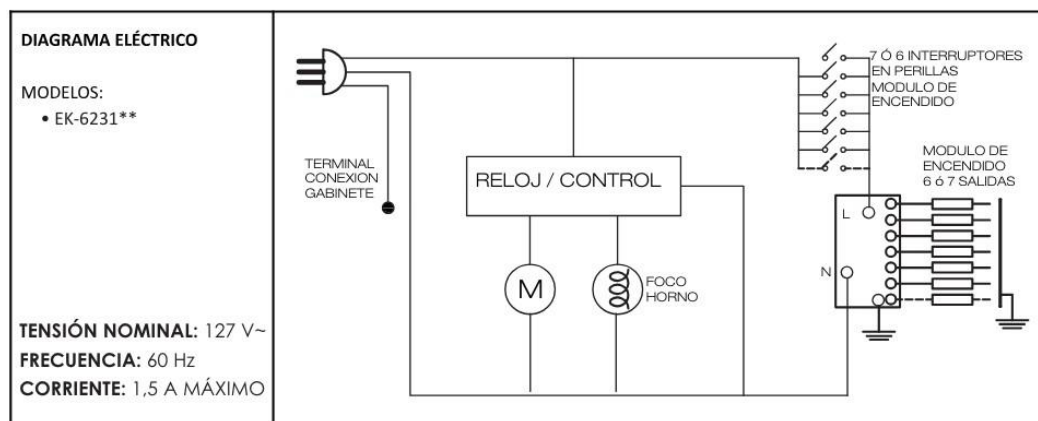 DIAGRAMA ELÉCTRICO
MODELOS:
• EK-6231**
TENSIÓN NOMINAL: 127 V~
FRECUENCIA: 60 Hz
CORRIENTE: 1,5 A MÁXIMO
TERMINAL
CONEXION
GABINETE
RELOJ / CONTROL
M
FOCO
HORNO
7 Ó 6 INTERRUPTORES
EN PERILLAS
MODULO DE
ENCENDIDO
MODULO DE
ENCENDIDO
6 ó 7 SALIDAS
L
N